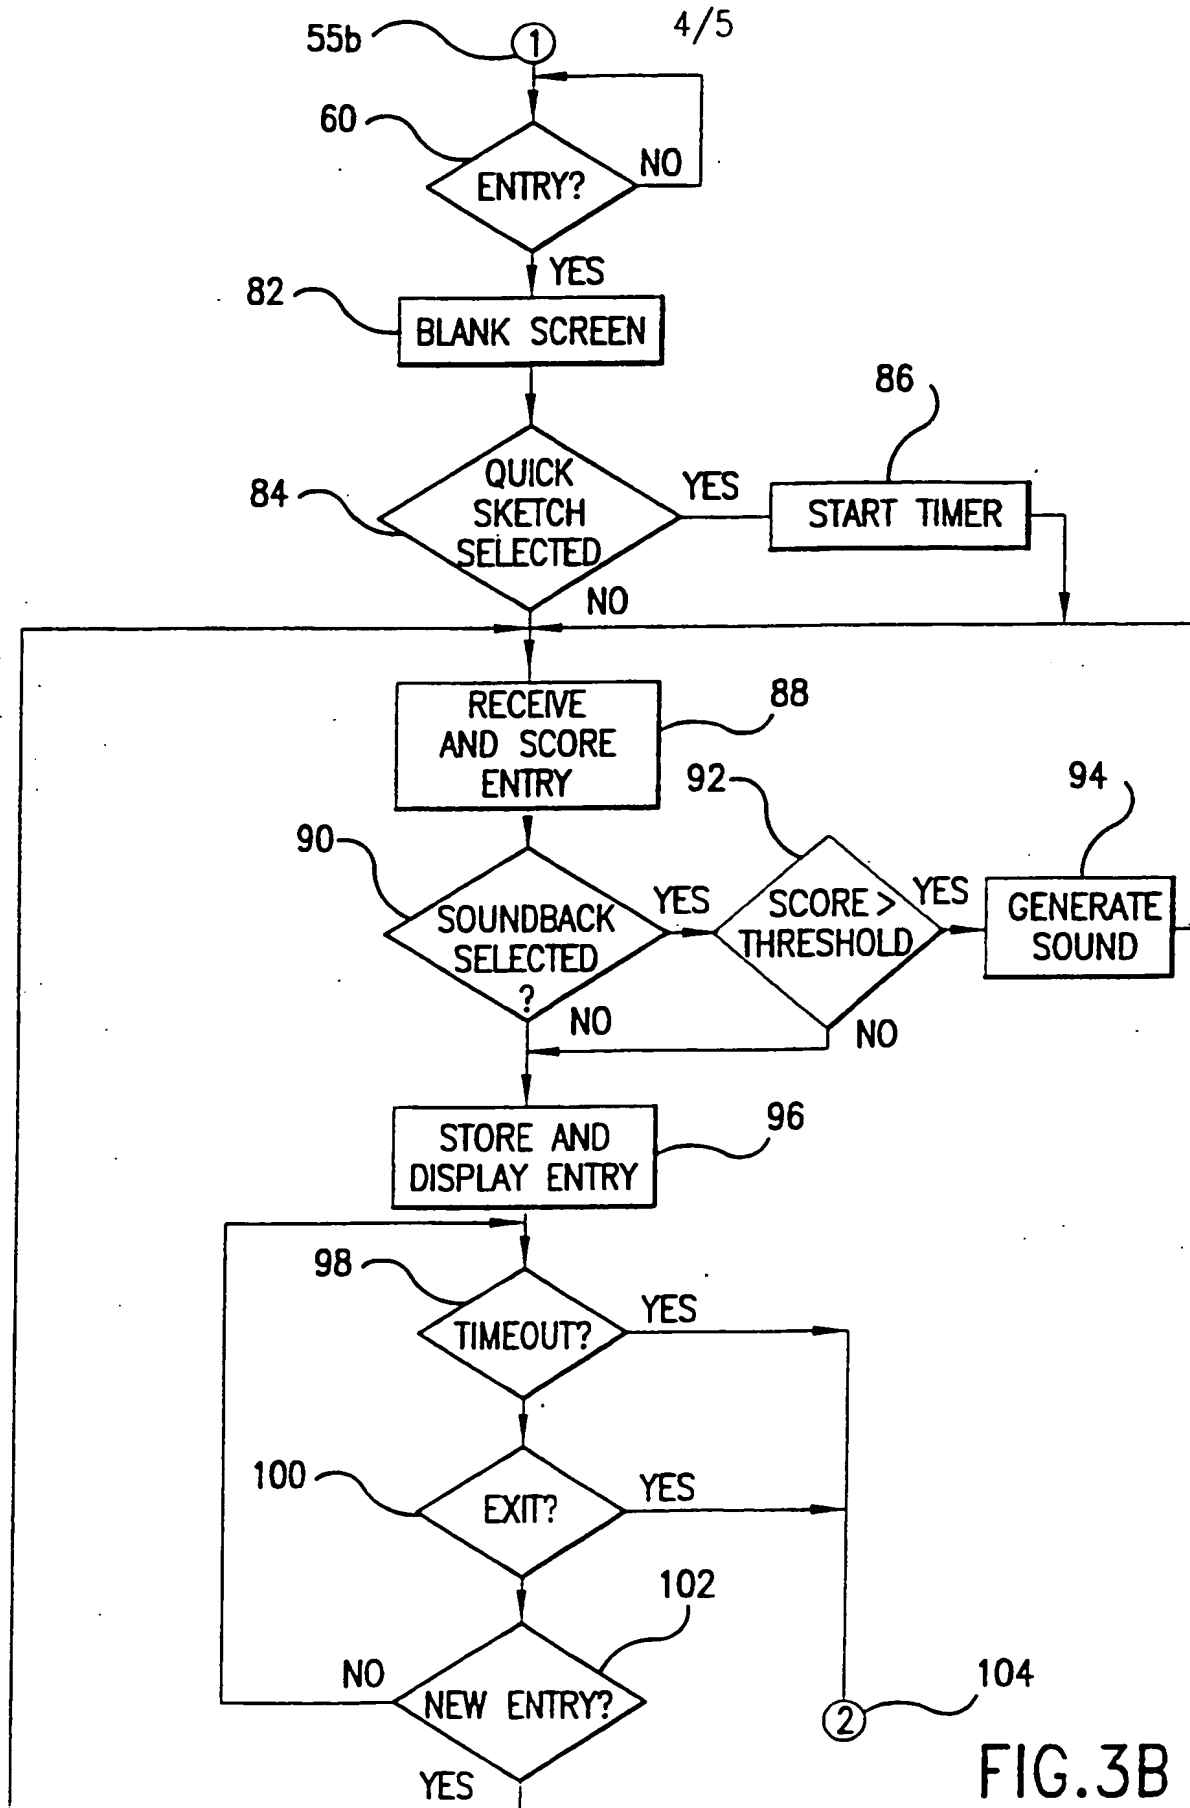 4/5
55b
1
60
ENTRY?
NO
YES
82
BLANK SCREEN
86
84
QUICK
SKETCH
SELECTED
YES
START TIMER
NO
RECEIVE
AND SCORE
ENTRY
88
90
SOUNDBACK
SELECTED
?
YES
92
SCORE >
THRESHOLD
YES
94
GENERATE
SOUND
NO
NO
STORE AND
DISPLAY ENTRY
96
98
TIMEOUT?
YES
100
EXIT?
YES
102
NO
NEW ENTRY?
104
2
YES
FIG.3B